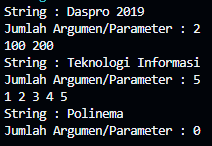 String : Daspro 2019
Jumlah Argumen/Parameter : 2
100 200
String : Teknologi Informasi
Jumlah Argumen/Parameter : 5
1 2 3 4 5
String : Polinema
Jumlah Argumen/Parameter : 0